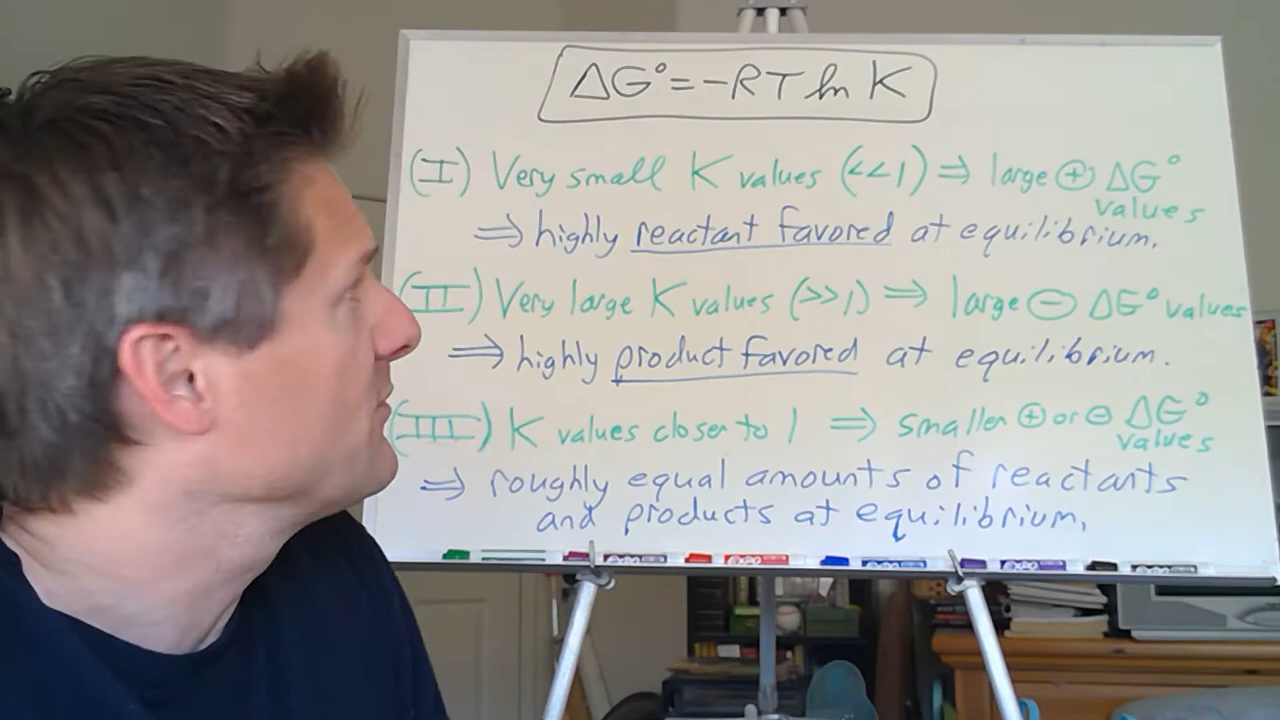 ΔG° = -RT ln K
(I) Very small K values (<<1) ⇒ large ⊕ ΔG° values
⇒ highly reactant favored at equilibrium.
(II) Very large K values (>>1) ⇒ large ⊖ ΔG° values
⇒ highly product favored at equilibrium.
(III) K values closer to 1 ⇒ smaller ⊕ or ⊖ ΔG° values
⇒ roughly equal amounts of reactants
and products at equilibrium,